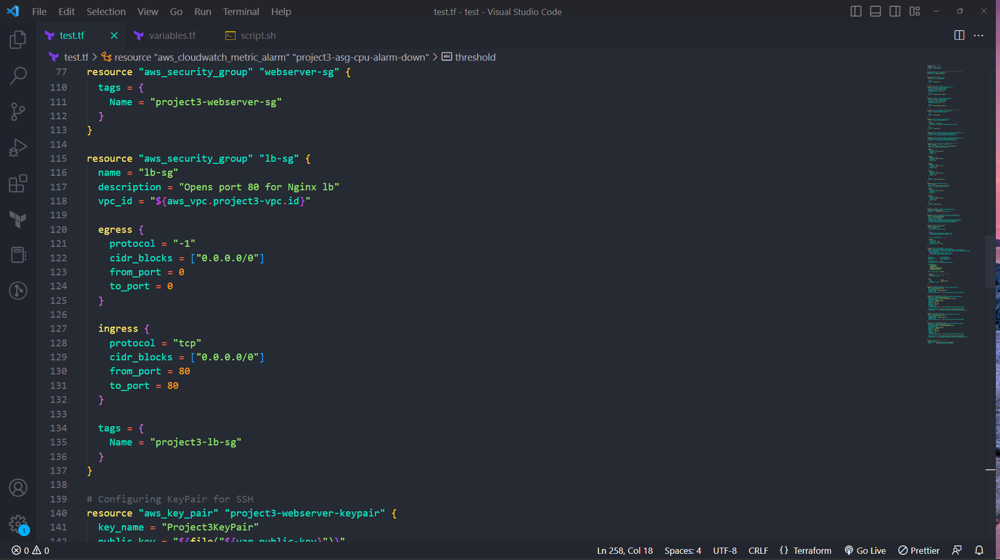 File Edit Selection View Go Run Terminal Help
test.tf - test - Visual Studio Code
test.tf variables.tf script.sh
test.tf > resource "aws_cloudwatch_metric_alarm" "project3-asg-cpu-alarm-down" > threshold
77 resource "aws_security_group" "webserver-sg" {
110 tags = {
111 Name = "project3-webserver-sg"
112 }
113 }
114
115 resource "aws_security_group" "lb-sg" {
116 name = "lb-sg"
117 description = "Opens port 80 for Nginx lb"
118 vpc_id = "${aws_vpc.project3-vpc.id}"
119
120 egress {
121 protocol = "-1"
122 cidr_blocks = ["0.0.0.0/0"]
123 from_port = 0
124 to_port = 0
125 }
126
127 ingress {
128 protocol = "tcp"
129 cidr_blocks = ["0.0.0.0/0"]
130 from_port = 80
131 to_port = 80
132 }
133
134 tags = {
135 Name = "project3-lb-sg"
136 }
137 }
138
139 # Configuring KeyPair for SSH
140 resource "aws_key_pair" "project3-webserver-keypair" {
141 key_name = "Project3KeyPair"
142 public_key = "${file("${var.public-key}")}"
1
0 0 Ln 258, Col 18 Spaces: 4 UTF-8 CRLF {} Terraform Go Live Prettier